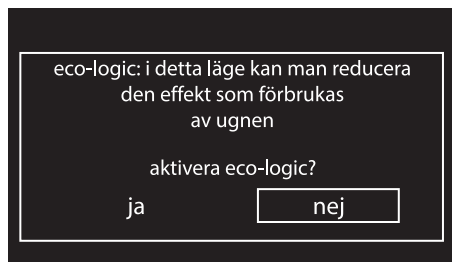 eco-logic: i detta läge kan man reducera
den effekt som förbrukas
av ugnen
aktivera eco-logic?
ja nej